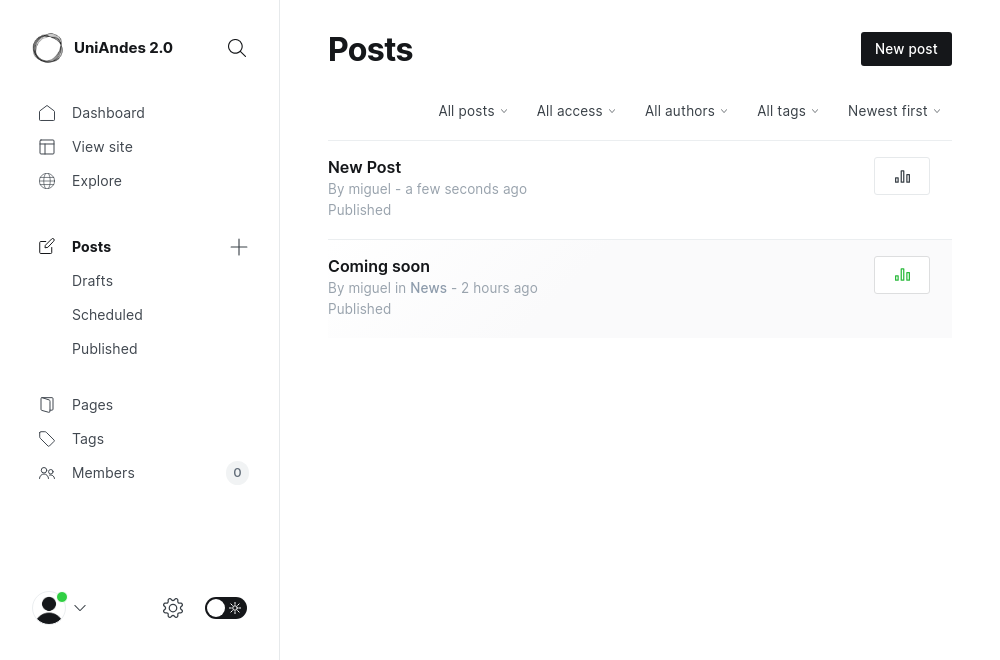 UniAndes 2.0
Dashboard
View site
Explore
Posts
Drafts
Scheduled
Published
Pages
Tags
Members 0
Posts
New post
All posts All access All authors All tags Newest first
New Post
By miguel - a few seconds ago
Published
Coming soon
By miguel in News - 2 hours ago
Published